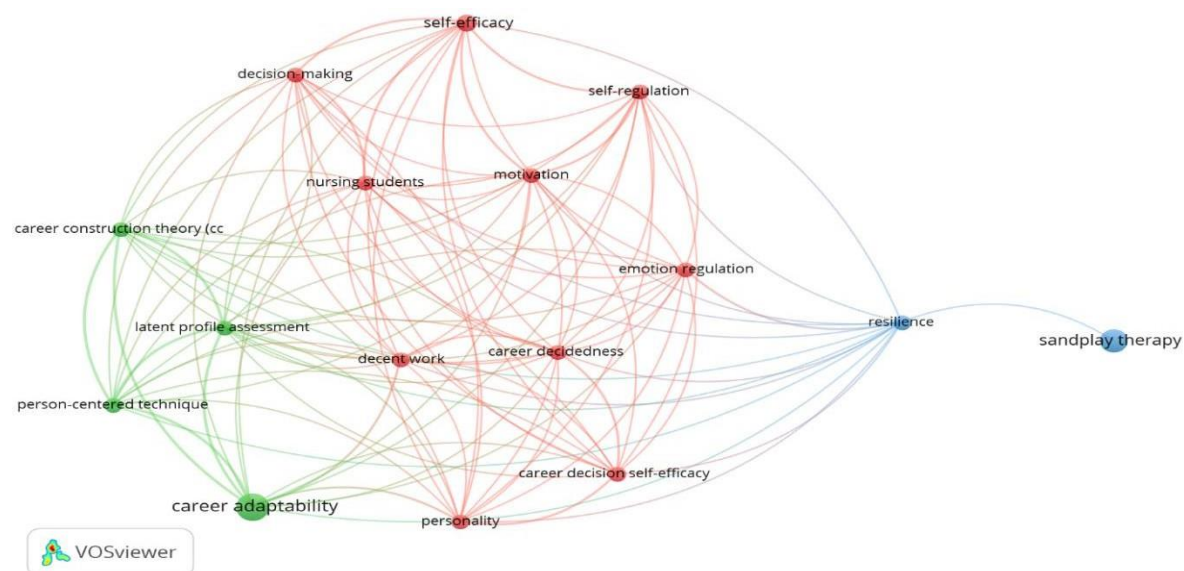 self-efficacy
decision-making
self-regulation
motivation
nursing students
career construction theory (cc
emotion regulation
resilience
latent profile assessment
sandplay therapy
career decidedness
decent work
person-centered technique
career decision self-efficacy
career adaptability
personality
VOSviewer